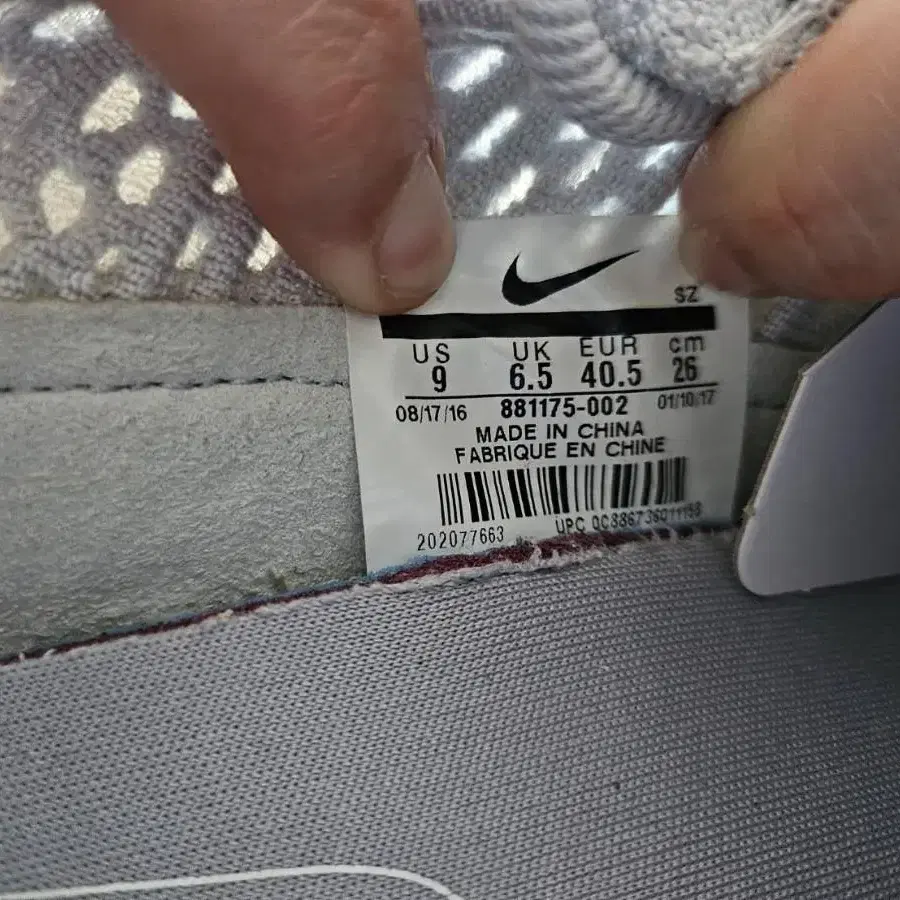 SZ
US UK EUR cm
9 6.5 40.5 26
08/17/16 881175-002 01/10/17
MADE IN CHINA
FABRIQUE EN CHINE
202077663 UPC